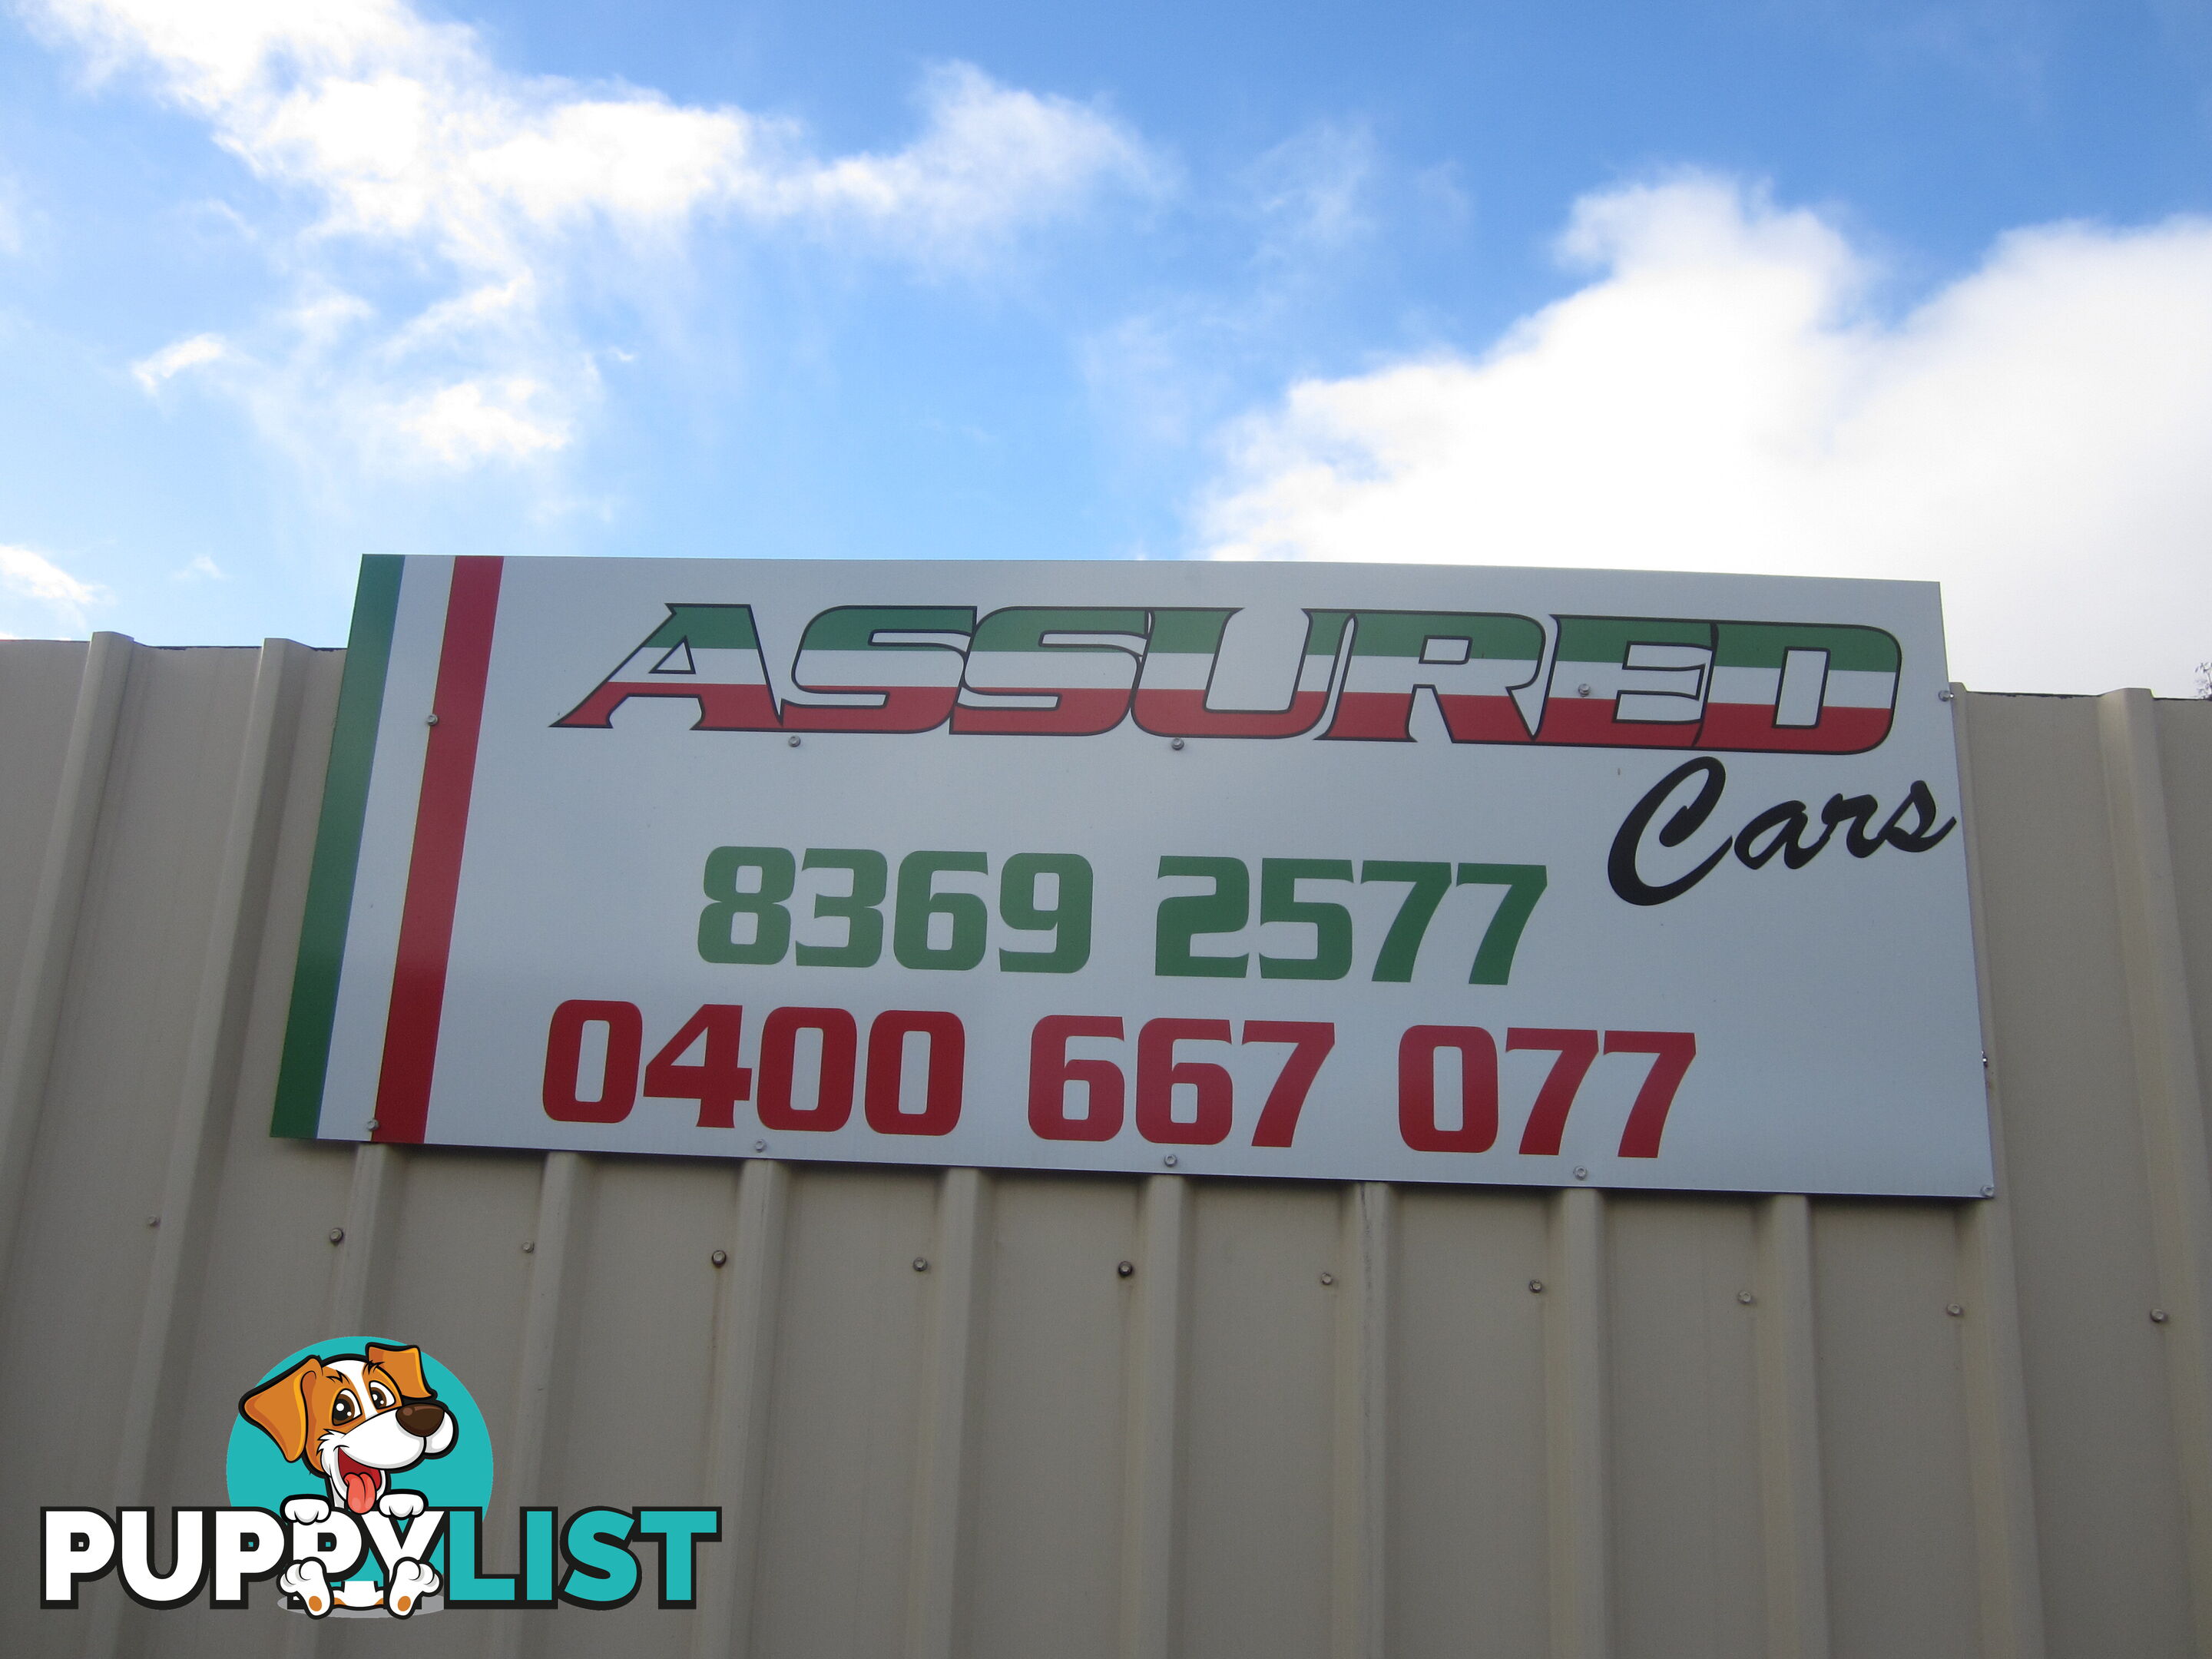 ASSURED
Cars
8369 2577
0400 667 077
PUPPYLIST